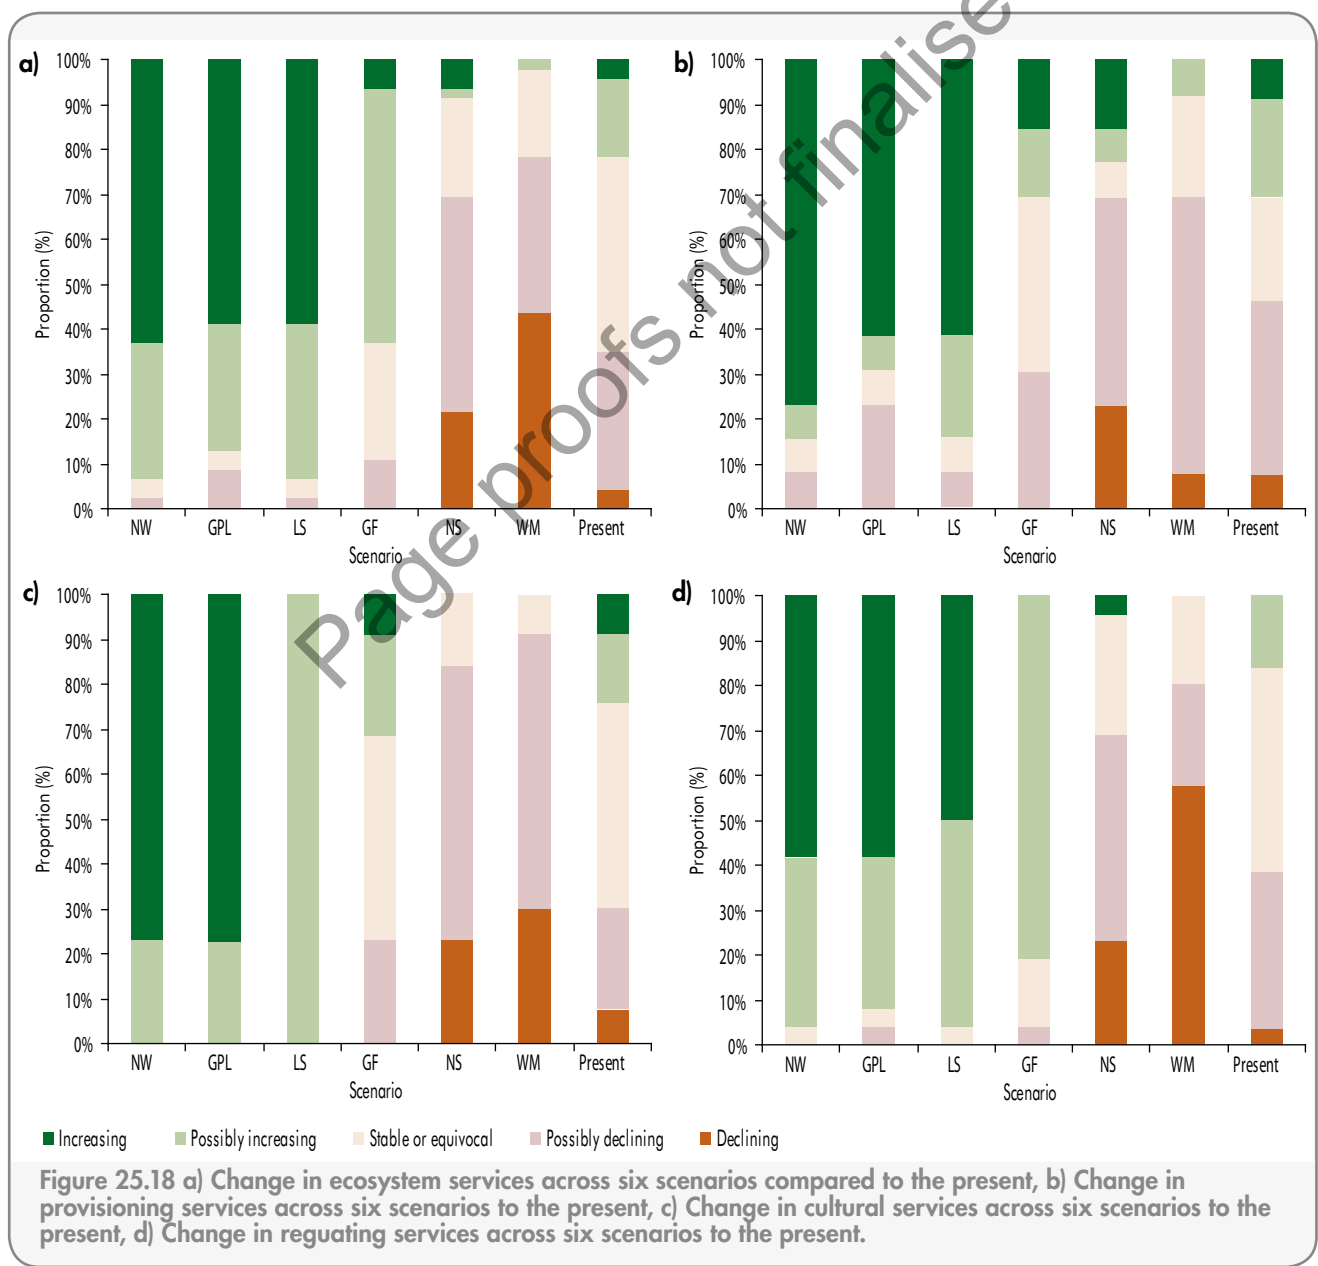 a)
100%
90%
80%
70%
60%
50%
40%
30%
20%
10%
0%
Proportion (%)
NW GPL LS GF NS WM Present
Scenario
b)
100%
90%
80%
70%
60%
50%
40%
30%
20%
10%
0%
Proportion (%)
NW GPL LS GF NS WM Present
Scenario
c)
100%
90%
80%
70%
60%
50%
40%
30%
20%
10%
0%
Proportion (%)
NW GPL LS GF NS WM Present
Scenario
d)
100%
90%
80%
70%
60%
50%
40%
30%
20%
10%
0%
Proportion (%)
NW GPL LS GF NS WM Present
Scenario
Page proofs not finalise
Increasing Possibly increasing Stable or equivocal Possibly declining Declining
Figure 25.18 a) Change in ecosystem services across six scenarios compared to the present, b) Change in
provisioning services across six scenarios to the present, c) Change in cultural services across six scenarios to the
present, d) Change in reguating services across six scenarios to the present.